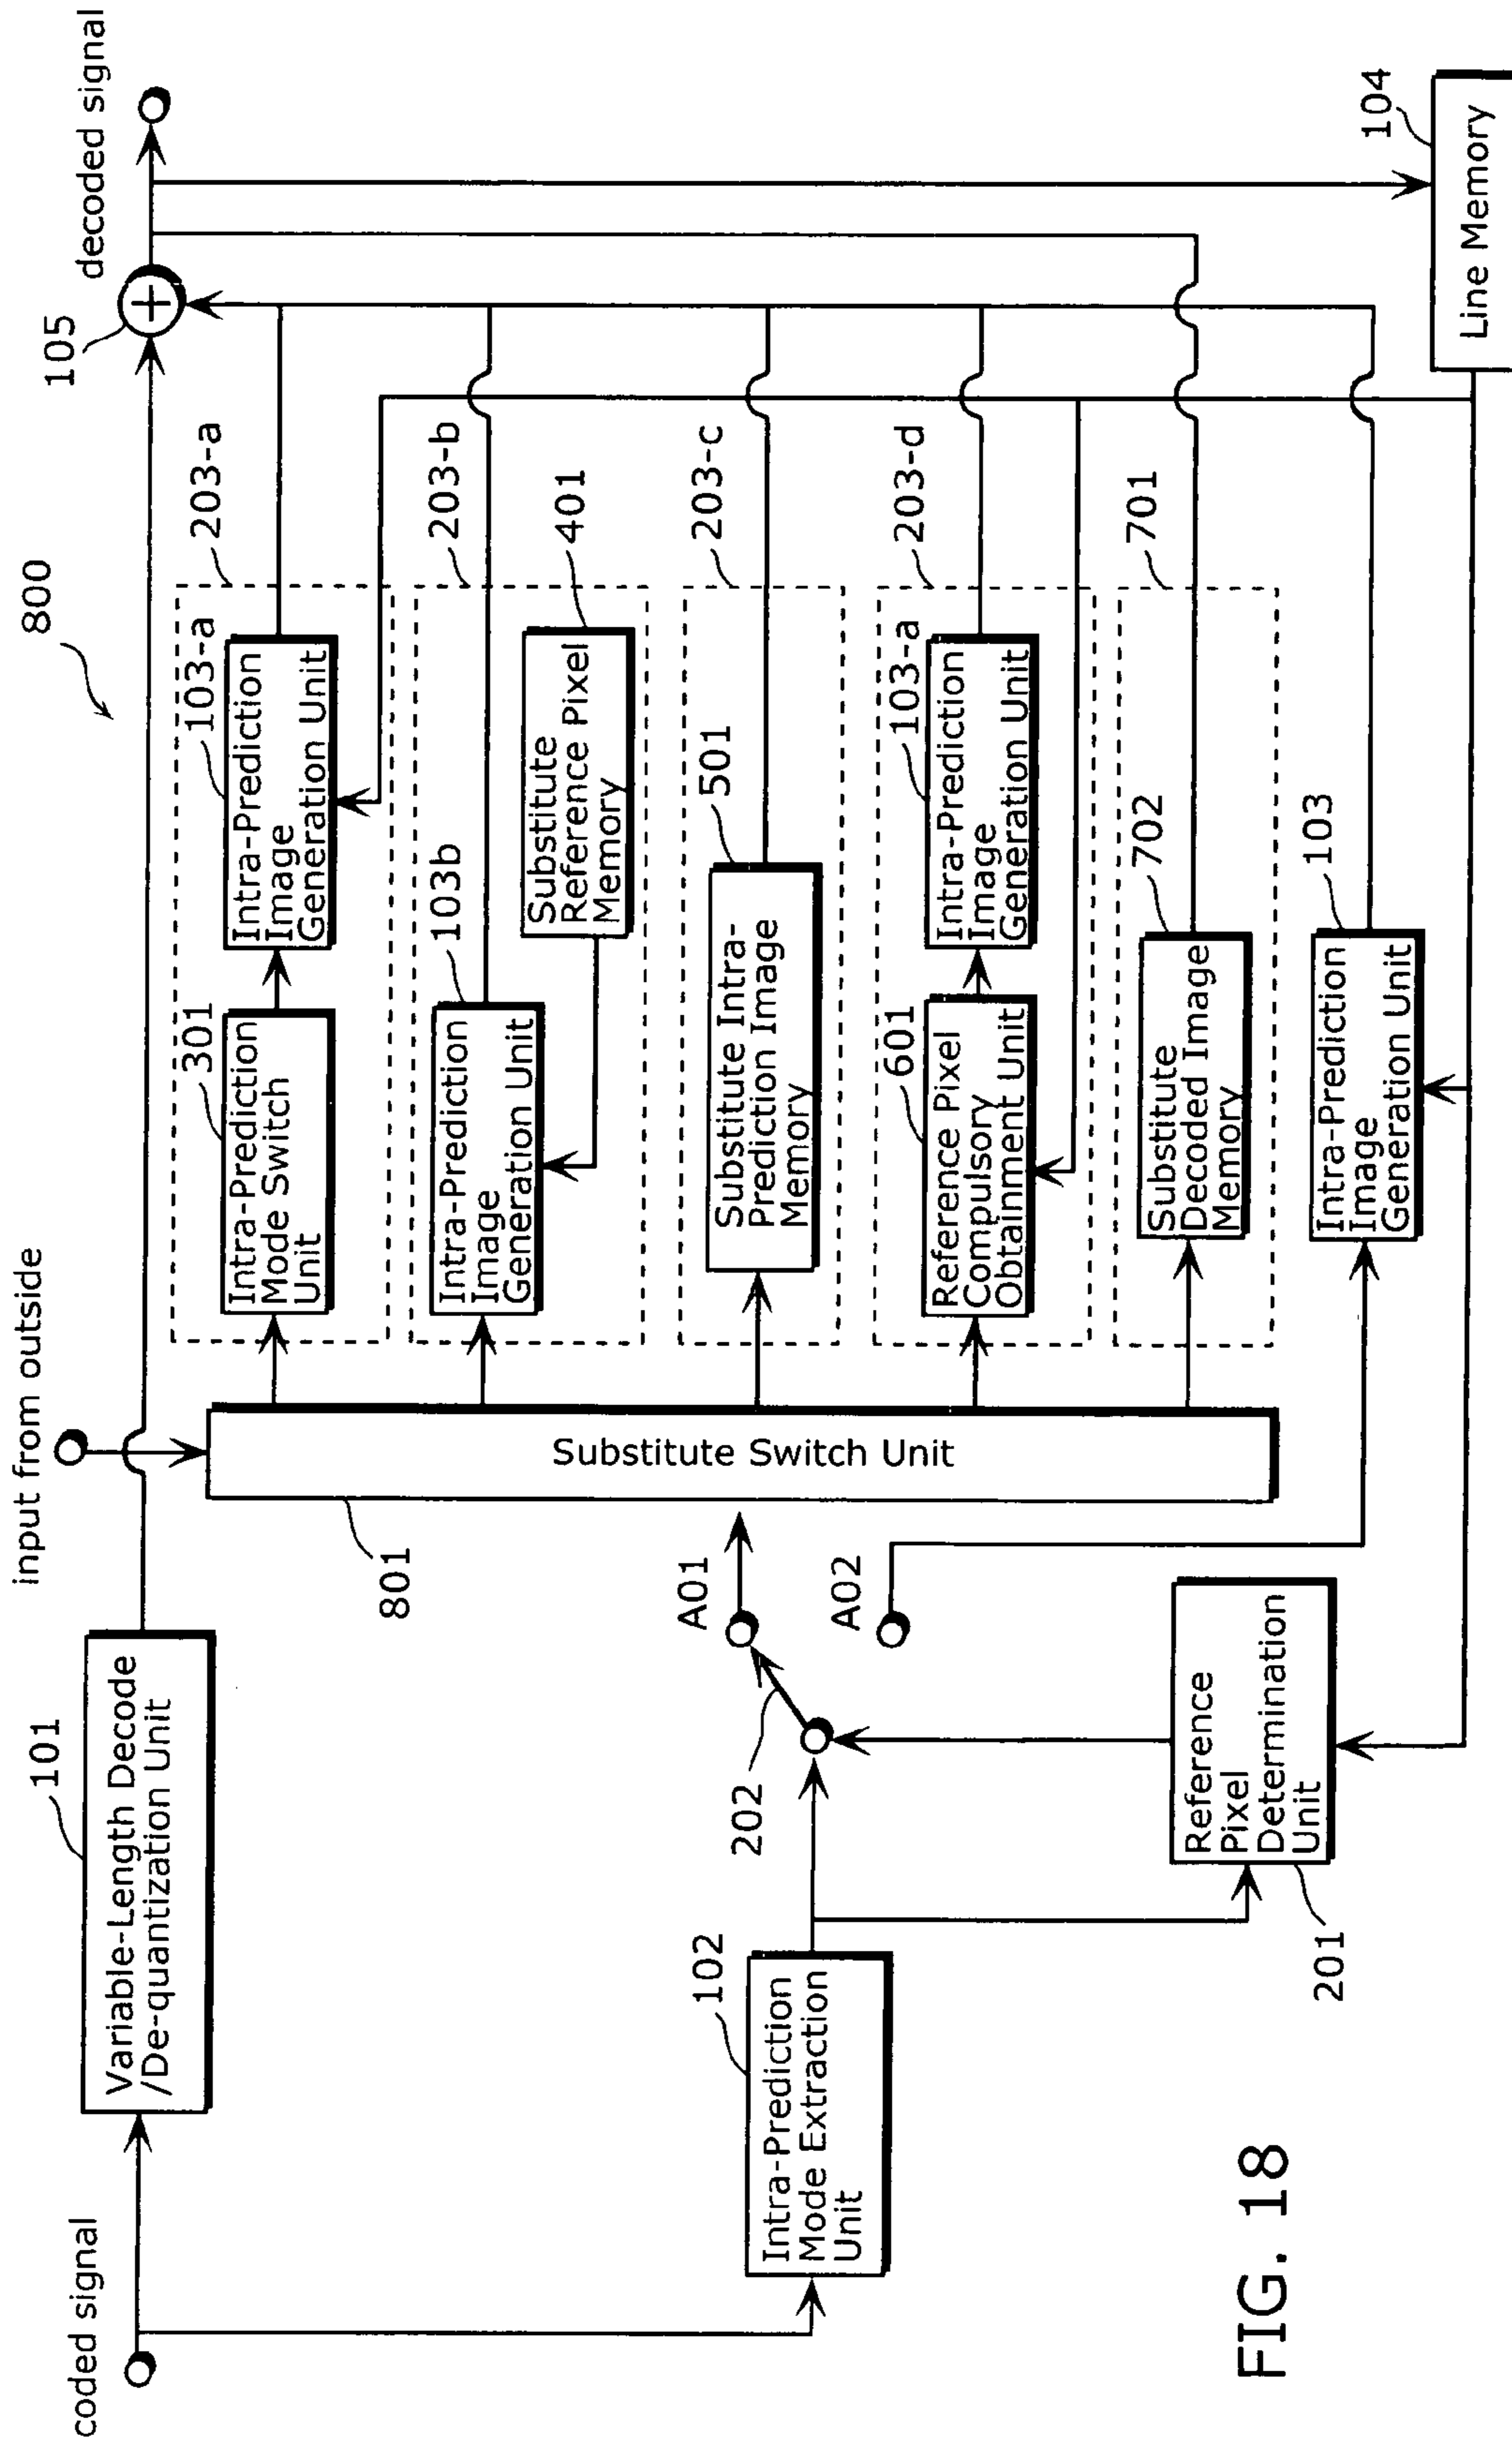 800
input from outside
decoded signal
105
coded signal
101
Variable-Length Decode
/De-quantization Unit
203-a
301
Intra-Prediction
Mode Switch
Unit
103-a
Intra-Prediction
Image
Generation Unit
203-b
103b
Intra-Prediction
Image
Generation Unit
401
Substitute
Reference Pixel
Memory
801
Substitute Switch Unit
203-c
501
Substitute Intra-
Prediction Image
Memory
102
Intra-Prediction
Mode Extraction
Unit
202
A01
A02
203-d
601
Reference Pixel
Compulsory
Obtainment Unit
103-a
Intra-Prediction
Image
Generation Unit
701
702
Substitute
Decoded Image
Memory
201
Reference
Pixel
Determination
Unit
103
Intra-Prediction
Image
Generation Unit
104
Line Memory
FIG. 18